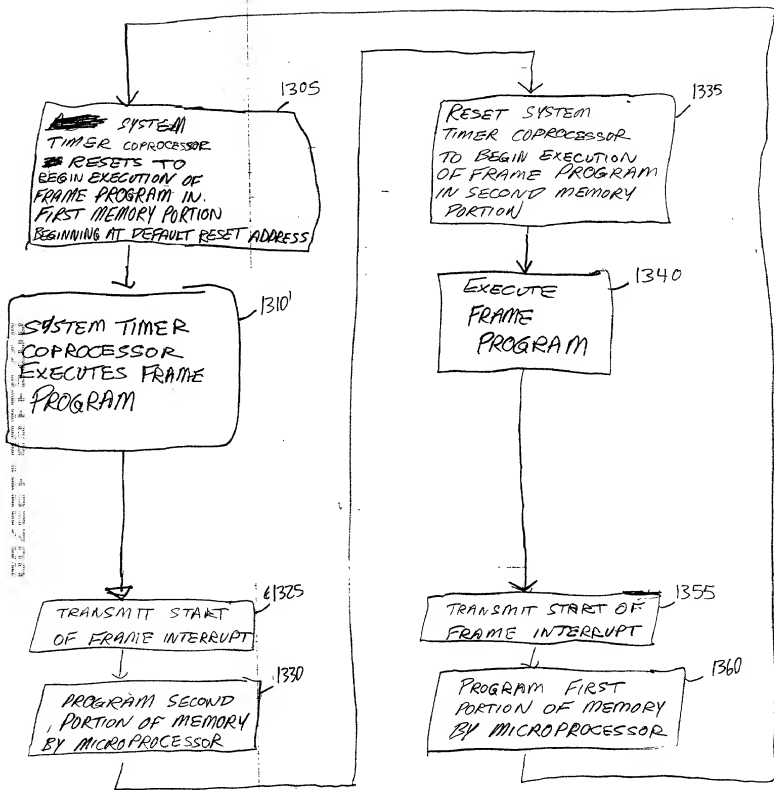 1305
SYSTEM
TIMER COPROCESSOR
RESETS TO
BEGIN EXECUTION OF
FRAME PROGRAM IN
FIRST MEMORY PORTION
BEGINNING AT DEFAULT RESET ADDRESS
1310'
SYSTEM TIMER
COPROCESSOR
EXECUTES FRAME
PROGRAM
1325
TRANSMIT START
OF FRAME INTERRUPT
1330
PROGRAM SECOND
PORTION OF MEMORY
BY MICROPROCESSOR
1335
RESET SYSTEM
TIMER COPROCESSOR
TO BEGIN EXECUTION
OF FRAME PROGRAM
IN SECOND MEMORY
PORTION
1340
EXECUTE
FRAME
PROGRAM
1355
TRANSMIT START OF
FRAME INTERRUPT
1360
PROGRAM FIRST
PORTION OF MEMORY
BY MICROPROCESSOR